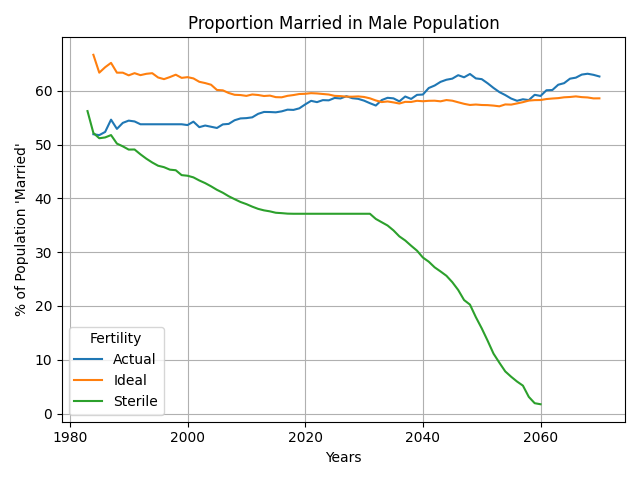 Proportion Married in Male Population
% of Population 'Married'
60
50
40
30
20
10
0
Fertility
Actual
Ideal
Sterile
1980 2000 2020 2040 2060
Years